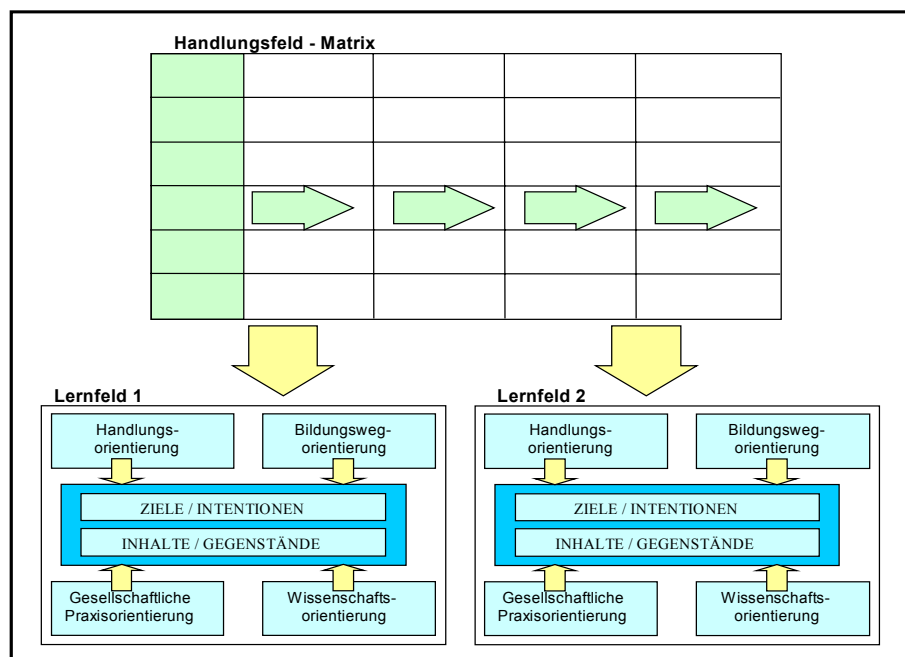 Handlungsfeld - Matrix
Lernfeld 1
Handlungs-
orientierung
Bildungsweg-
orientierung
ZIELE / INTENTIONEN
INHALTE / GEGENSTÄNDE
Gesellschaftliche
Praxisorientierung
Wissenschafts-
orientierung
Lernfeld 2
Handlungs-
orientierung
Bildungsweg-
orientierung
ZIELE / INTENTIONEN
INHALTE / GEGENSTÄNDE
Gesellschaftliche
Praxisorientierung
Wissenschafts-
orientierung